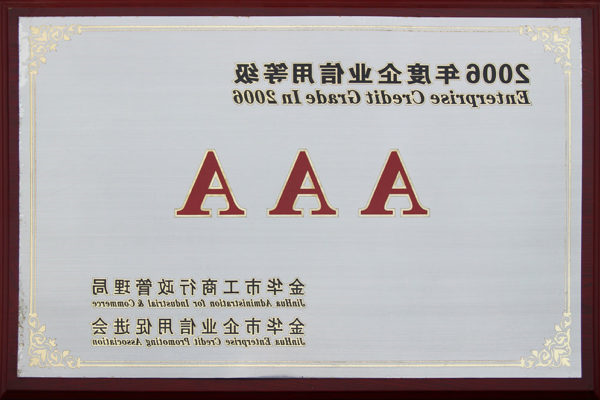 2006年度企业信用等级
Enterprise Credit Grade In 2006
AAA
金华市工商行政管理局
JinHua Administration for Industrial & Commerce
金华市企业信用促进会
JinHua Enterprise Credit Promoting Association